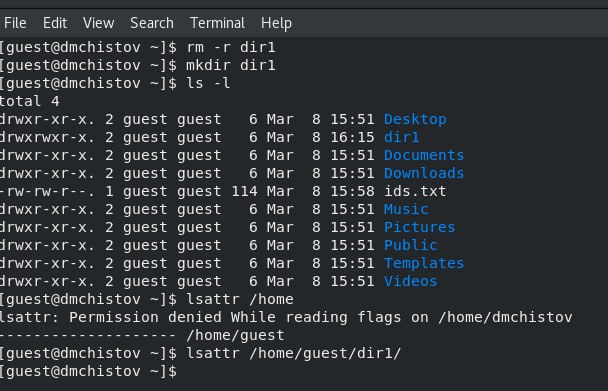 File Edit View Search Terminal Help
[guest@dmchistov ~]$ rm -r dir1
[guest@dmchistov ~]$ mkdir dir1
[guest@dmchistov ~]$ ls -l
total 4
drwxr-xr-x. 2 guest guest   6 Mar  8 15:51 Desktop
drwxrwxr-x. 2 guest guest   6 Mar  8 16:15 dir1
drwxr-xr-x. 2 guest guest   6 Mar  8 15:51 Documents
drwxr-xr-x. 2 guest guest   6 Mar  8 15:51 Downloads
-rw-rw-r--. 1 guest guest 114 Mar  8 15:58 ids.txt
drwxr-xr-x. 2 guest guest   6 Mar  8 15:51 Music
drwxr-xr-x. 2 guest guest   6 Mar  8 15:51 Pictures
drwxr-xr-x. 2 guest guest   6 Mar  8 15:51 Public
drwxr-xr-x. 2 guest guest   6 Mar  8 15:51 Templates
drwxr-xr-x. 2 guest guest   6 Mar  8 15:51 Videos
[guest@dmchistov ~]$ lsattr /home
lsattr: Permission denied While reading flags on /home/dmchistov
-------------------- /home/guest
[guest@dmchistov ~]$ lsattr /home/guest/dir1/
[guest@dmchistov ~]$